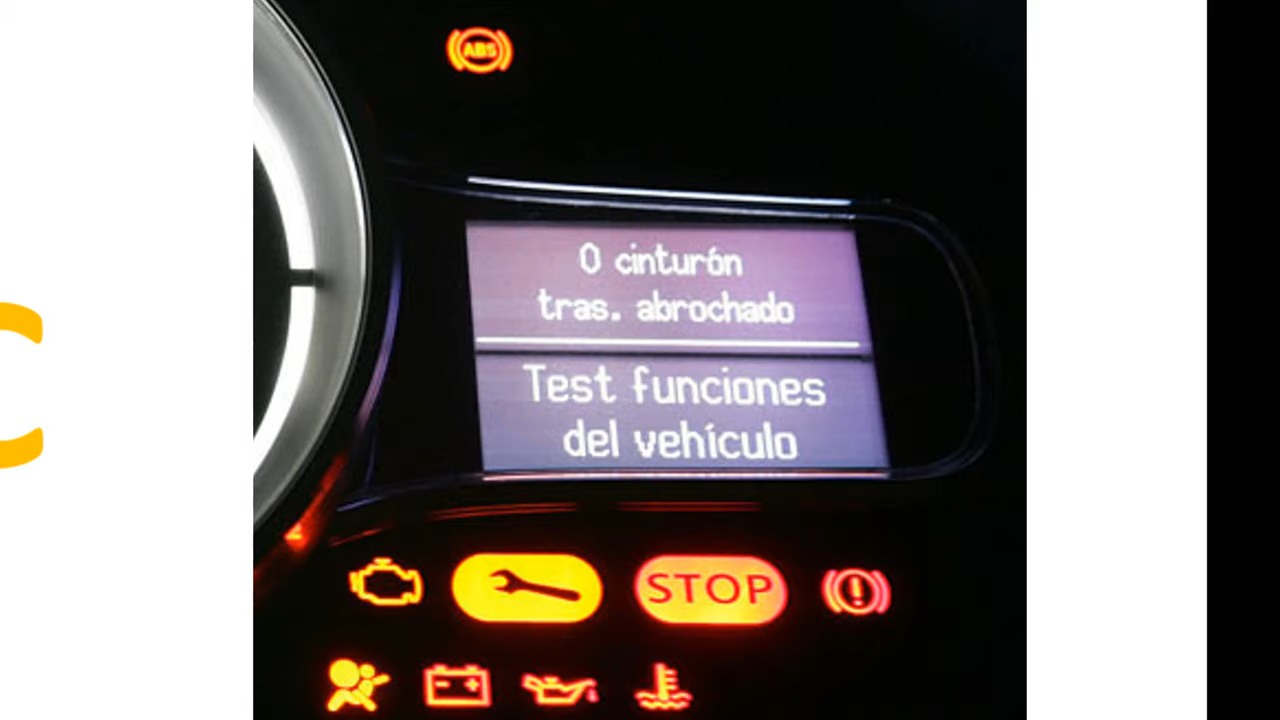 ABS
0 cinturón
tras. abrochado
Test funciones
del vehículo
STOP